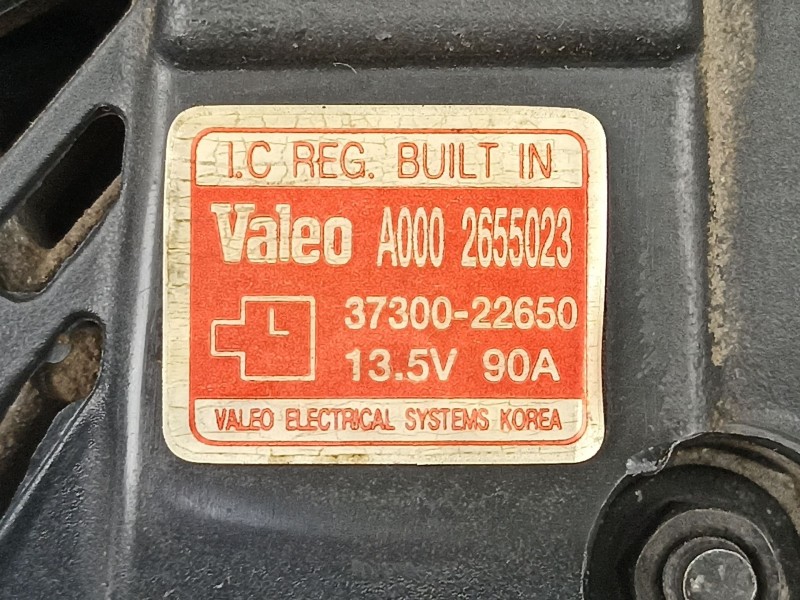 I.C REG. BUILT IN
Valeo A000 2655023
L 37300-22650
13.5V 90A
VALEO ELECTRICAL SYSTEMS KOREA